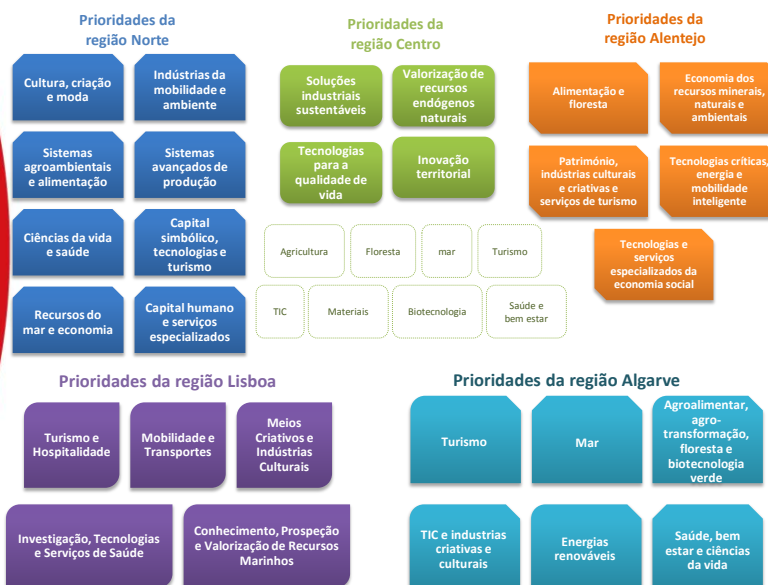 Prioridades da
região Norte
Cultura, criação
e moda
Indústrias da
mobilidade e
ambiente
Sistemas
agroambientais
e alimentação
Sistemas
avançados de
produção
Ciências da vida
e saúde
Capital
simbólico,
tecnologias e
turismo
Recursos do
mar e economia
Capital humano
e serviços
especializados
Prioridades da
região Centro
Soluções
industriais
sustentáveis
Valorização de
recursos
endógenos
naturais
Tecnologias
para a
qualidade de
vida
Inovação
territorial
Agricultura
Floresta
mar
Turismo
TIC
Materiais
Biotecnologia
Saúde e
bem estar
Prioridades da
região Alentejo
Alimentação e
floresta
Economia dos
recursos minerais,
naturais e
ambientais
Património,
indústrias culturais
e criativas e
serviços de turismo
Tecnologias críticas,
energia e
mobilidade
inteligente
Tecnologias e
serviços
especializados da
economia social
Prioridades da região Lisboa
Turismo e
Hospitalidade
Mobilidade e
Transportes
Meios
Criativos e
Indústrias
Culturais
Investigação, Tecnologias
e Serviços de Saúde
Conhecimento, Prospeção
e Valorização de Recursos
Marinhos
Prioridades da região Algarve
Turismo
Mar
Agroalimentar,
agro-
transformação,
floresta e
biotecnologia
verde
TIC e industrias
criativas e
culturais
Energias
renováveis
Saúde, bem
estar e ciências
da vida